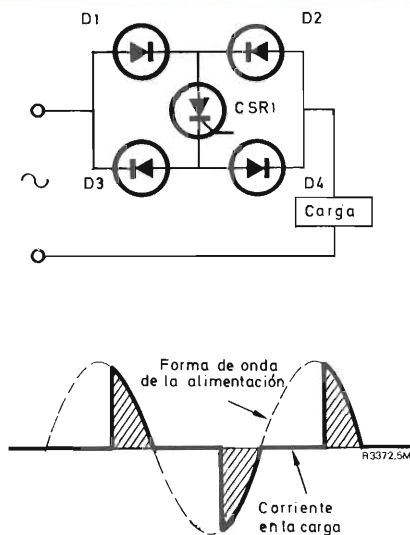 D1
D2
CSR1
D3
D4
Carga
Forma de onda
de la alimentación
R3372,5M
Corriente
en la carga